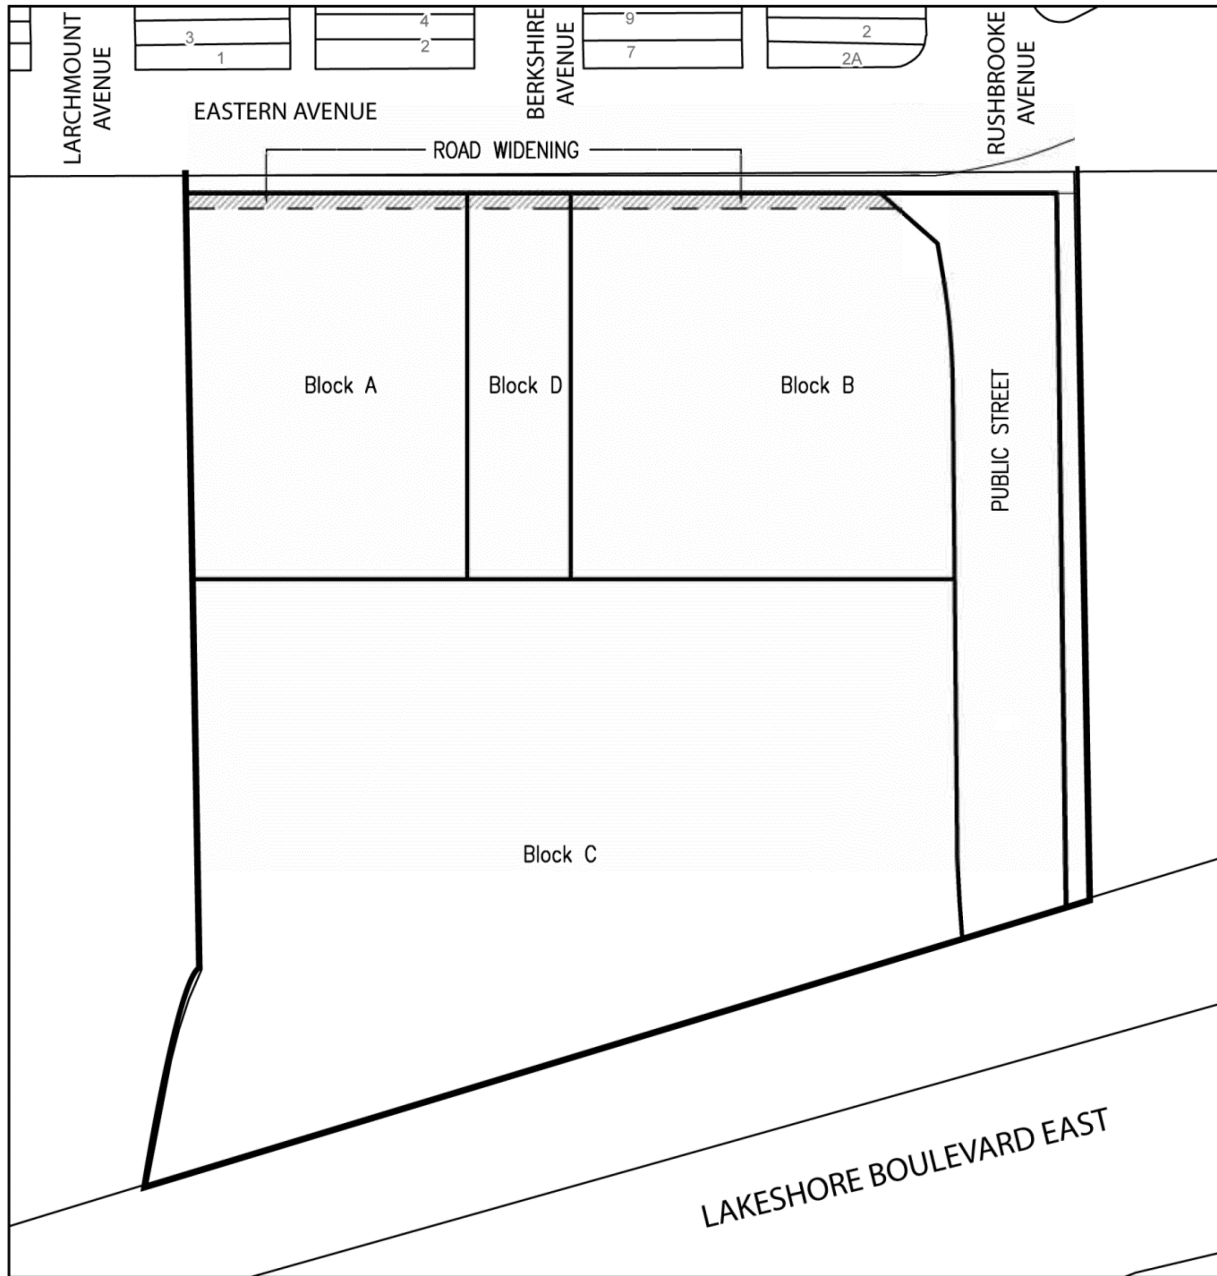 LARCHMOUNT
AVENUE
3
1
4
2
BERKSHIRE
AVENUE
9
7
2
2A
RUSHBROOKE
AVENUE
EASTERN AVENUE
ROAD WIDENING
Block A
Block D
Block B
PUBLIC STREET
Block C
LAKESHORE BOULEVARD EAST